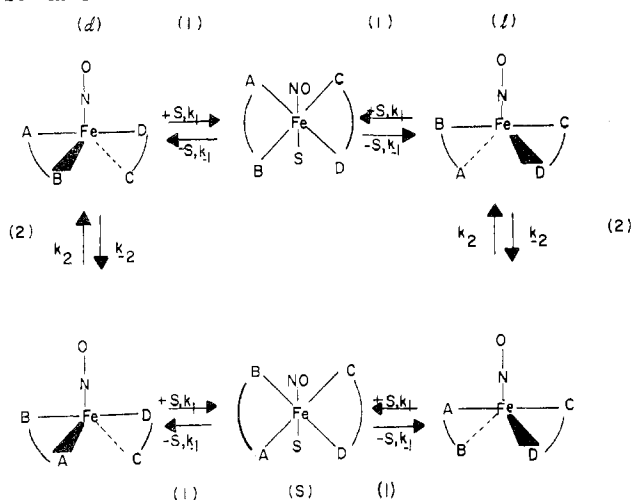 (d) (1) (1) (l)
O O
N A NO C N
+S,k1 +S,k1
A Fe D Fe B Fe C
-S,k-1 -S,k-1
B C B S D A D
(2) k2 k-2 k2 k-2 (2)
O O
N B NO C N
+S,k1 +S,k1
B Fe D Fe A Fe C
-S,k-1 -S,k-1
A C A S D B D
(1) (S) (1)